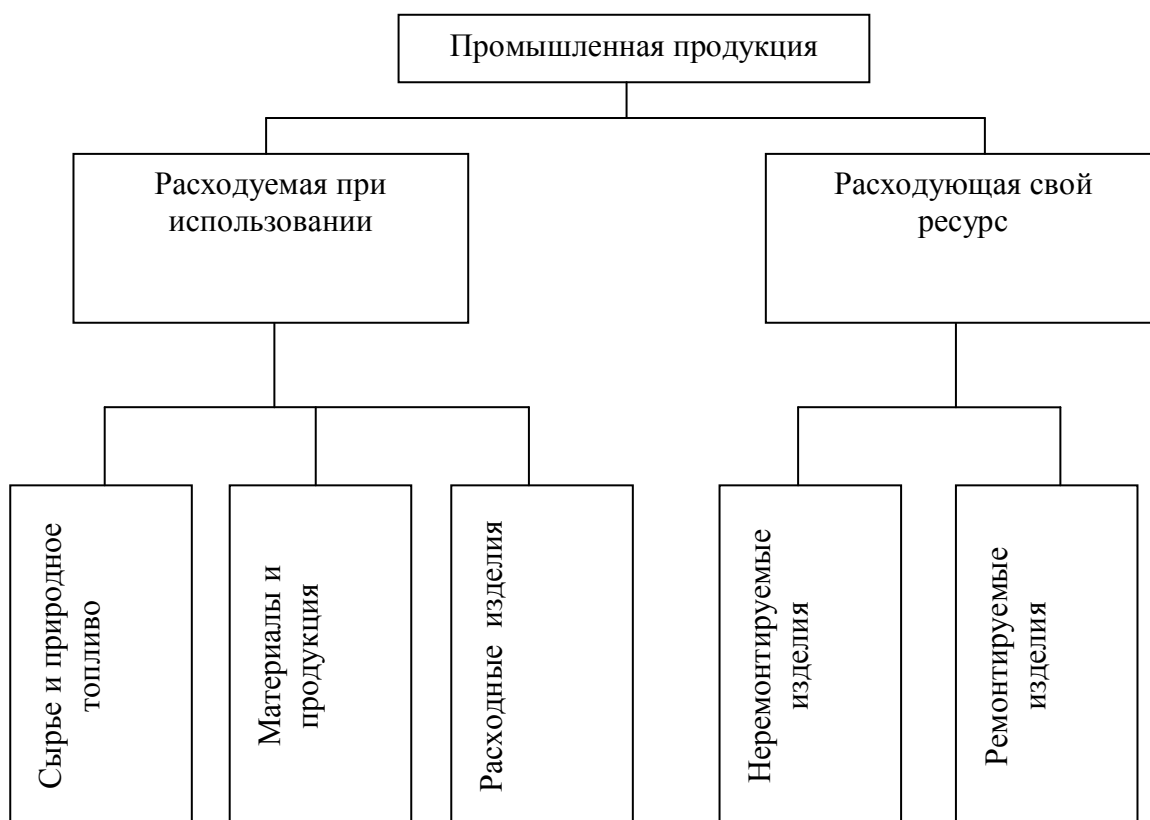 Промышленная продукция
Расходуемая при
использовании
Расходующая свой
ресурс
Сырье и природное
топливо
Материалы и
продукция
Расходные изделия
Неремонтируемые
изделия
Ремонтируемые
изделия